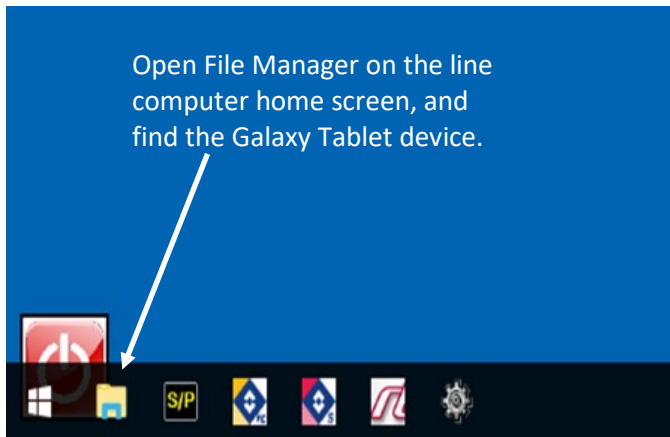 Open File Manager on the line
computer home screen, and
find the Galaxy Tablet device.
S/P